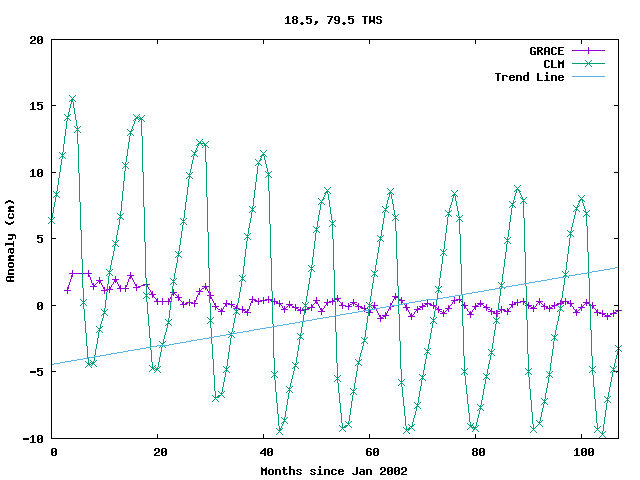 18.5, 79.5 TWS
GRACE
CLM
Trend Line
20
15
10
5
0
-5
-10
Anomaly (cm)
0 20 40 60 80 100
Months since Jan 2002